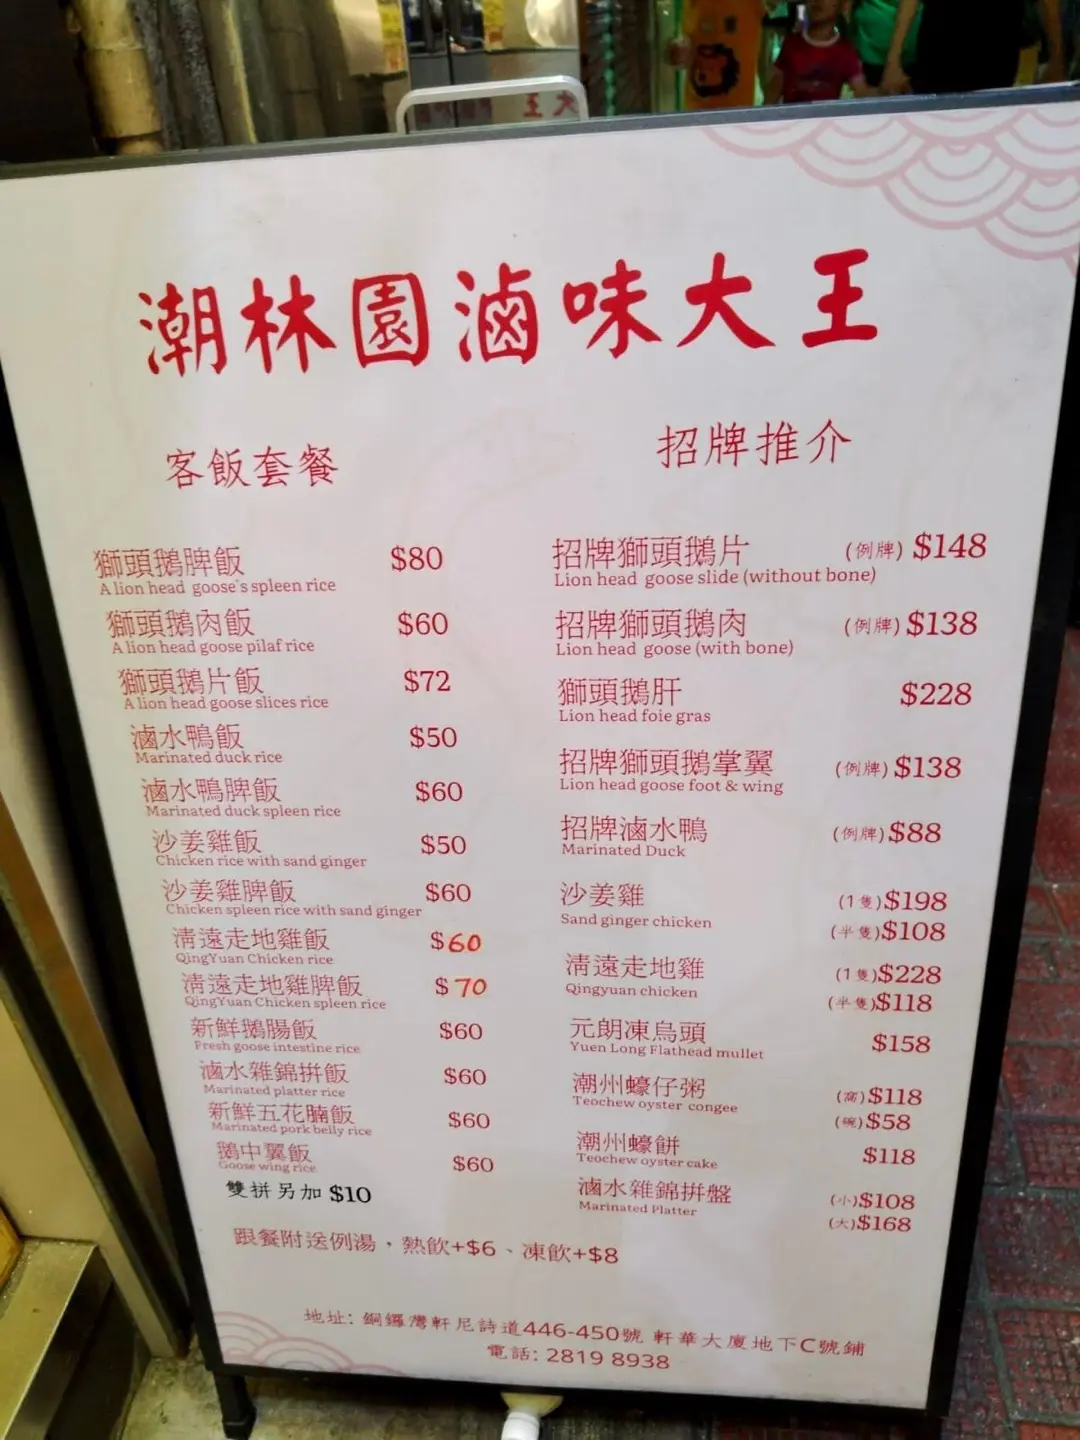 潮林園滷味大王
客飯套餐
獅頭鵝脾飯 $80
A lion head goose's spleen rice
獅頭鵝肉飯 $60
A lion head goose pilaf rice
獅頭鵝片飯 $72
A lion head goose slices rice
滷水鴨飯 $50
Marinated duck rice
滷水鴨脾飯 $60
Marinated duck spleen rice
沙姜雞飯 $50
Chicken rice with sand ginger
沙姜雞脾飯 $60
Chicken spleen rice with sand ginger
清遠走地雞飯 $60
QingYuan Chicken rice
清遠走地雞脾飯 $70
QingYuan Chicken spleen rice
新鮮鵝腸飯 $60
Fresh goose intestine rice
滷水雜錦拼飯 $60
Marinated platter rice
新鮮五花腩飯 $60
Marinated pork belly rice
鵝中翼飯 $60
Goose wing rice
雙拼另加 $10
招牌推介
招牌獅頭鵝片 (例牌) $148
Lion head goose slide (without bone)
招牌獅頭鵝肉 (例牌) $138
Lion head goose (with bone)
獅頭鵝肝 $228
Lion head foie gras
招牌獅頭鵝掌翼 (例牌) $138
Lion head goose foot & wing
招牌滷水鴨 (例牌) $88
Marinated Duck
沙姜雞 (1隻) $198
Sand ginger chicken
(半隻) $108
清遠走地雞 (1隻) $228
Qingyuan chicken
(半隻) $118
元朗凍烏頭 $158
Yuen Long Flathead mullet
潮州蠔仔粥 (窩) $118
Teochew oyster congee
(碗) $58
潮州蠔餅 $118
Teochew oyster cake
滷水雜錦拼盤 (小) $108
Marinated Platter
(大) $168
跟餐附送例湯，熱飲+$6、凍飲+$8
地址: 銅鑼灣軒尼詩道446-450號 軒華大廈地下C號鋪
電話: 2819 8938